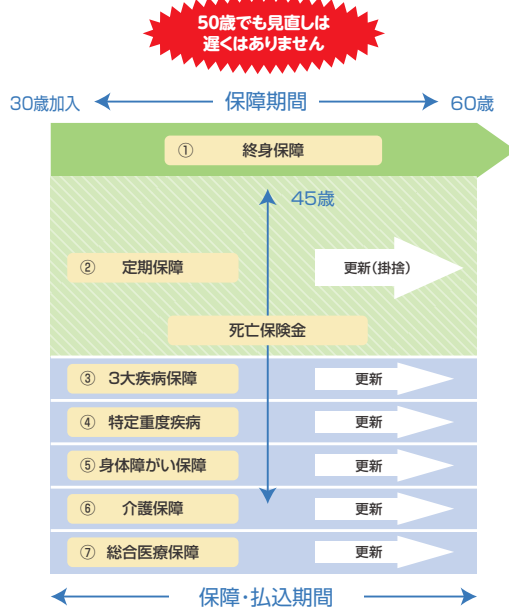 50歳でも見直しは
遅くはありません
30歳加入 保障期間 60歳
① 終身保障
45歳
② 定期保障 更新(掛捨)
死亡保険金
③ 3大疾病保障 更新
④ 特定重度疾病 更新
⑤ 身体障がい保障 更新
⑥ 介護保障 更新
⑦ 総合医療保障 更新
保障・払込期間